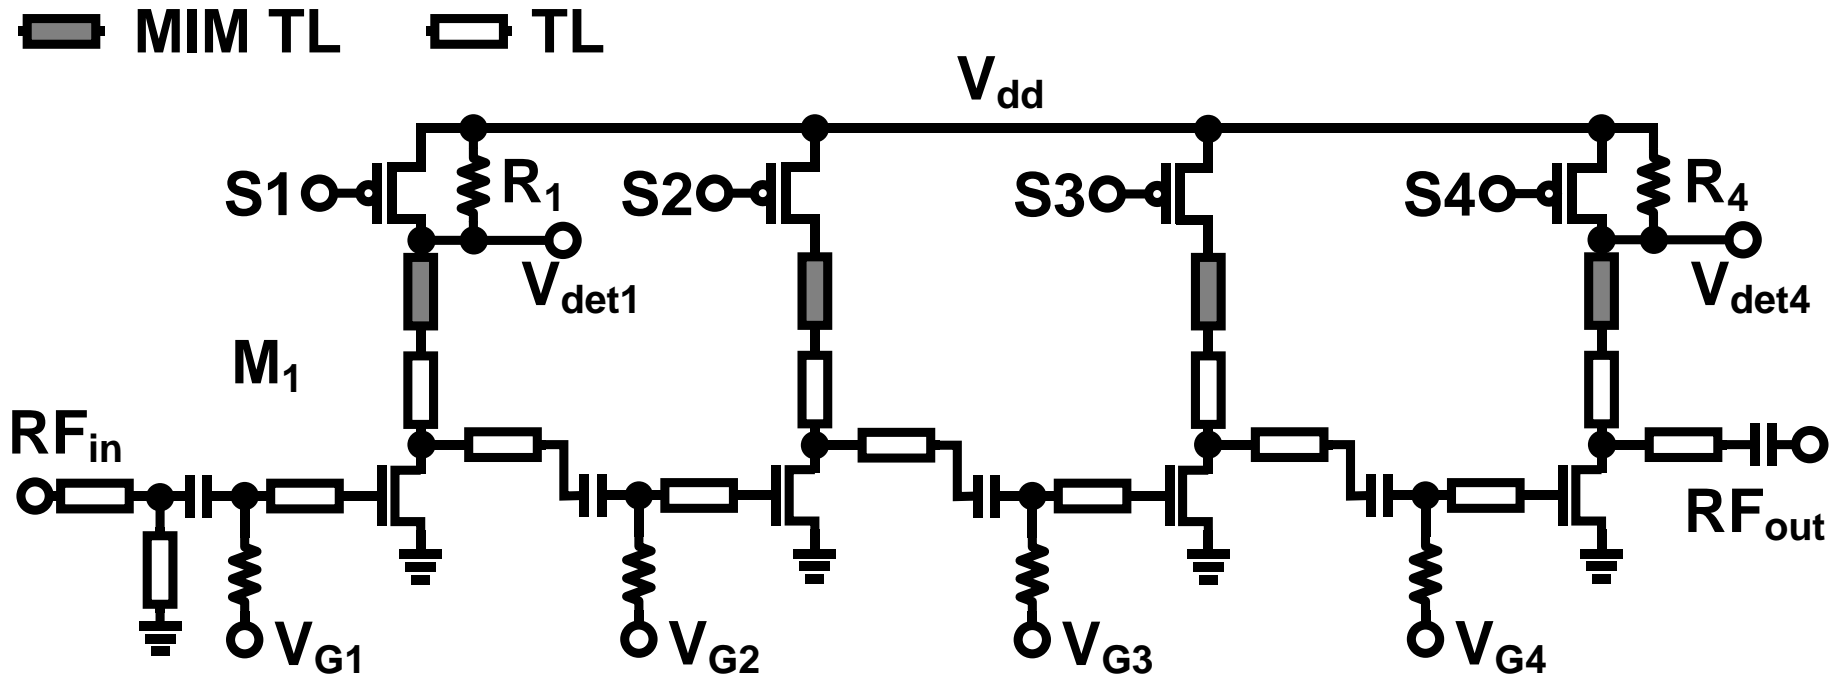 MIM TL
TL
Vdd
S1
R1
S2
S3
S4
R4
Vdet1
Vdet4
M1
RFin
RFout
VG1
VG2
VG3
VG4